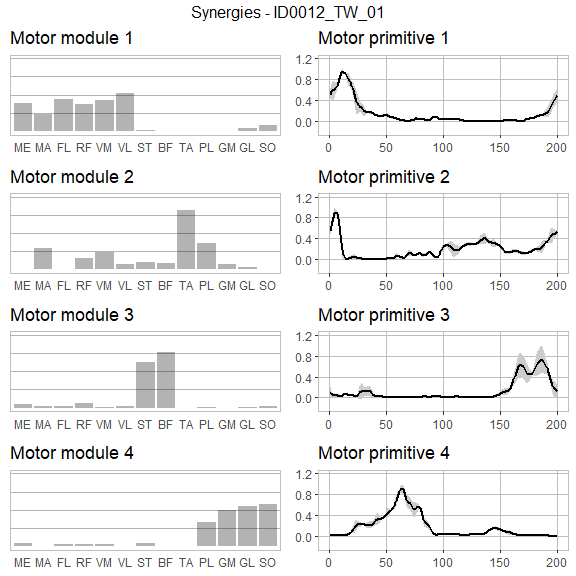 Synergies - ID0012_TW_01
Motor module 1
Motor primitive 1
1.2
0.8
0.4
0.0
ME MA FL RF VM VL ST BF TA PL GM GL SO
0 50 100 150 200
Motor module 2
Motor primitive 2
1.2
0.8
0.4
0.0
ME MA FL RF VM VL ST BF TA PL GM GL SO
0 50 100 150 200
Motor module 3
Motor primitive 3
1.2
0.8
0.4
0.0
ME MA FL RF VM VL ST BF TA PL GM GL SO
0 50 100 150 200
Motor module 4
Motor primitive 4
1.2
0.8
0.4
0.0
ME MA FL RF VM VL ST BF TA PL GM GL SO
0 50 100 150 200